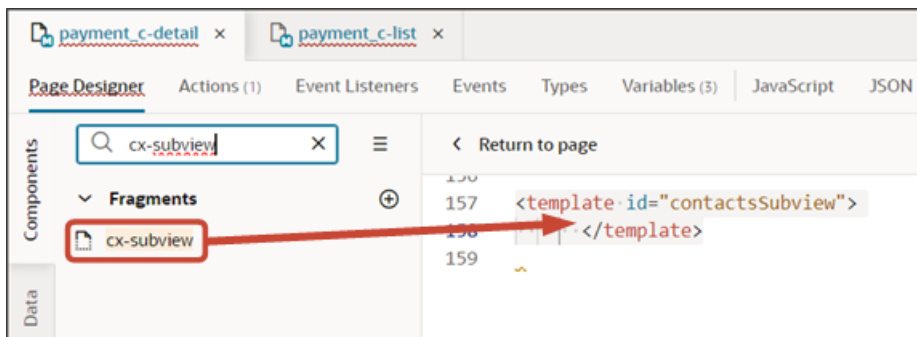 payment_c-detail × payment_c-list ×
Page Designer Actions (1) Event Listeners Events Types Variables (3) JavaScript JSON
Components
cx-subview ×
Return to page
Fragments
cx-subview
157 <template id="contactsSubview">
158 </template>
159
Data